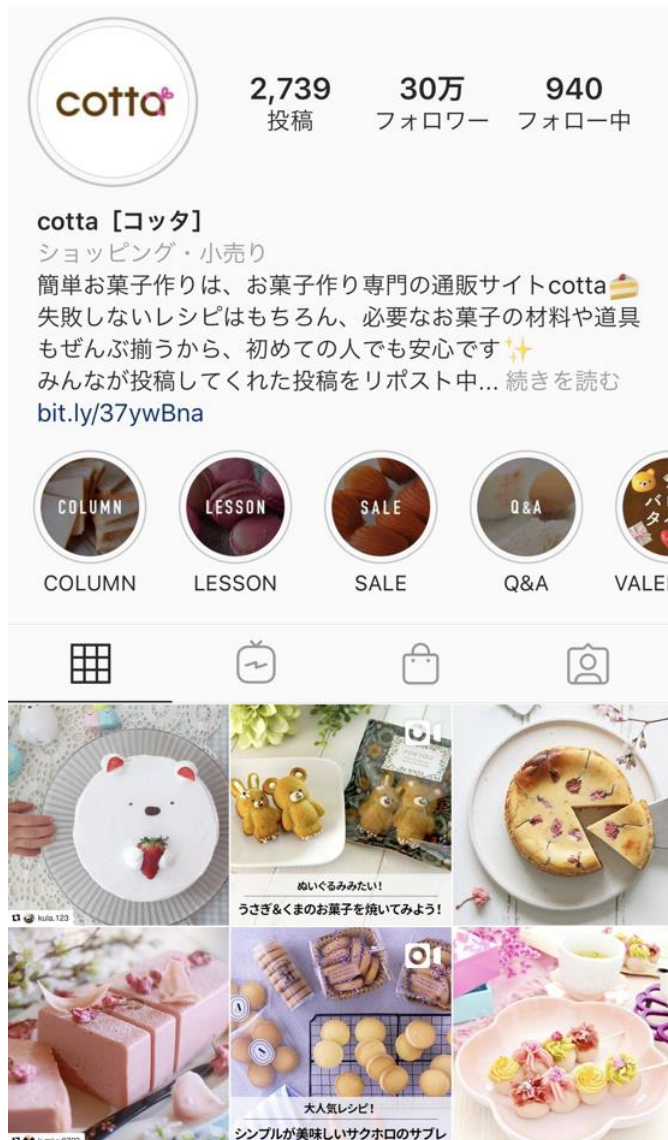 cotta
2,739
30万
940
投稿
フォロワー
フォロー中
cotta［コッタ］
ショッピング・小売り
簡単お菓子作りは、お菓子作り専門の通販サイトcotta🍰
失敗しないレシピはもちろん、必要なお菓子の材料や道具
もぜんぶ揃うから、初めての人でも安心です✨
みんなが投稿してくれた投稿をリポスト中... 続きを読む
bit.ly/37ywBna
COLUMN
LESSON
SALE
Q&A
バ
タ
COLUMN
LESSON
SALE
Q&A
VALE
kula.123
FOR YOU
ぬいぐるみみたい!
うさぎ&くまのお菓子を焼いてみよう!
大人気レシピ!
シンプルが美味しいサクホロのサブレ